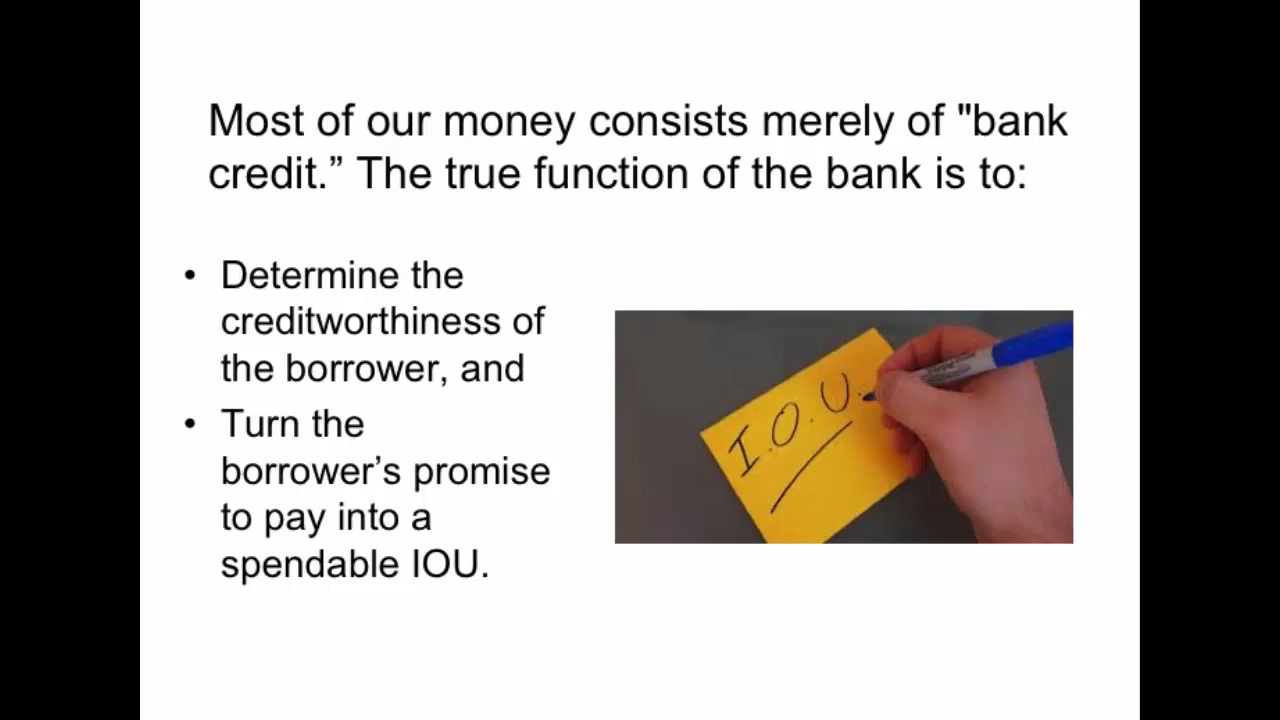 Most of our money consists merely of "bank
credit.” The true function of the bank is to:
• Determine the
creditworthiness of
the borrower, and
• Turn the
borrower’s promise
to pay into a
spendable IOU.
I.O.U.